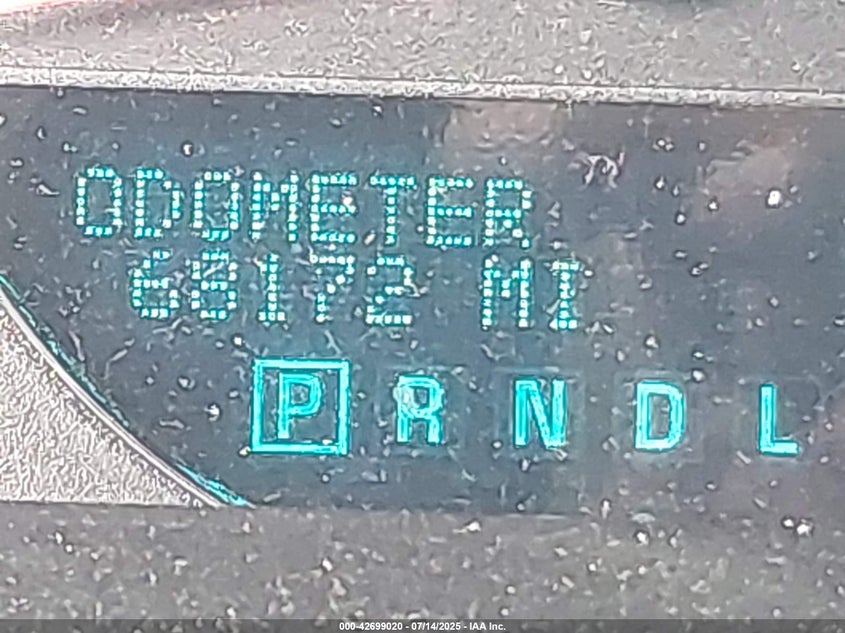 ODOMETER
68172 MI
P R N D L
000-42699020 - 07/14/2025 - IAA Inc.